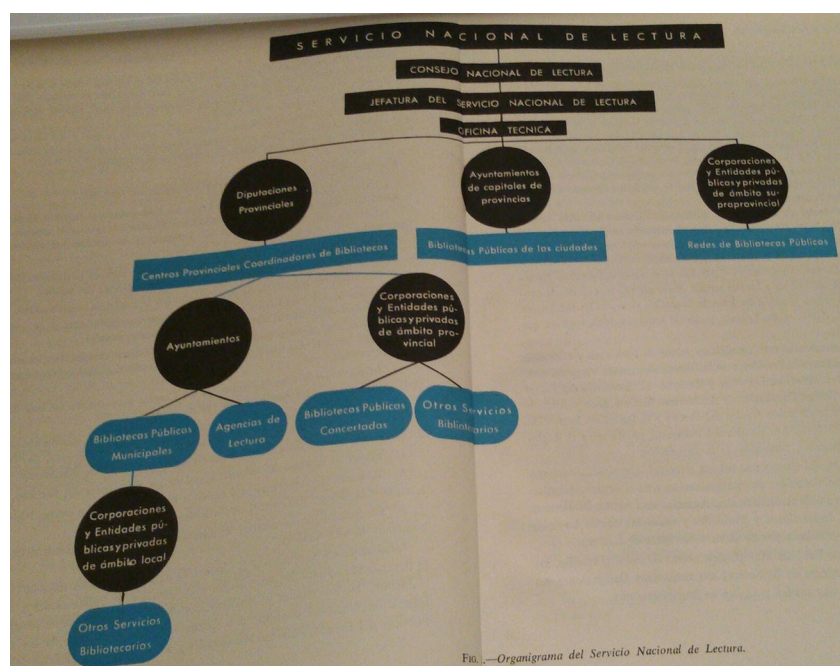 SERVICIO NACIONAL DE LECTURA
CONSEJO NACIONAL DE LECTURA
JEFATURA DEL SERVICIO NACIONAL DE LECTURA
OFICINA TECNICA
Diputaciones
Provinciales
Ayuntamientos
de capitales de
provincias
Corporaciones
y Entidades pú-
blicas y privadas
de ámbito su-
praprovincial
Centros Provinciales Coordinadores de Bibliotecas
Bibliotecas Públicas de las ciudades
Redes de Bibliotecas Públicas
Ayuntamientos
Corporaciones
y Entidades pú-
blicas y privadas
de ámbito pro-
vincial
Bibliotecas Públicas
Municipales
Agencias de
Lectura
Bibliotecas Públicas
Concertadas
Otros Servicios
Bibliotecarios
Corporaciones
y Entidades pú-
blicas y privadas
de ámbito local
Otros Servicios
Bibliotecarios
FIG. .—Organigrama del Servicio Nacional de Lectura.